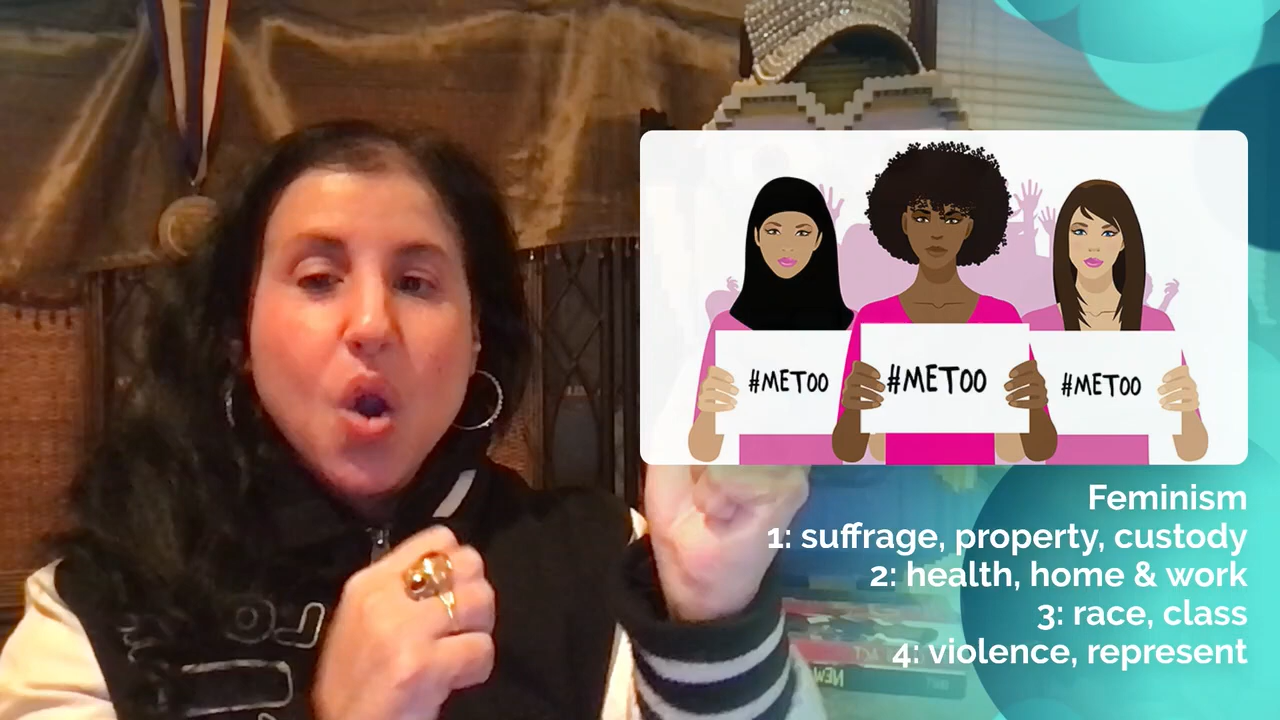 #METOO
#METOO
#METOO
Feminism
1: suffrage, property, custody
2: health, home & work
3: race, class
4: violence, represent